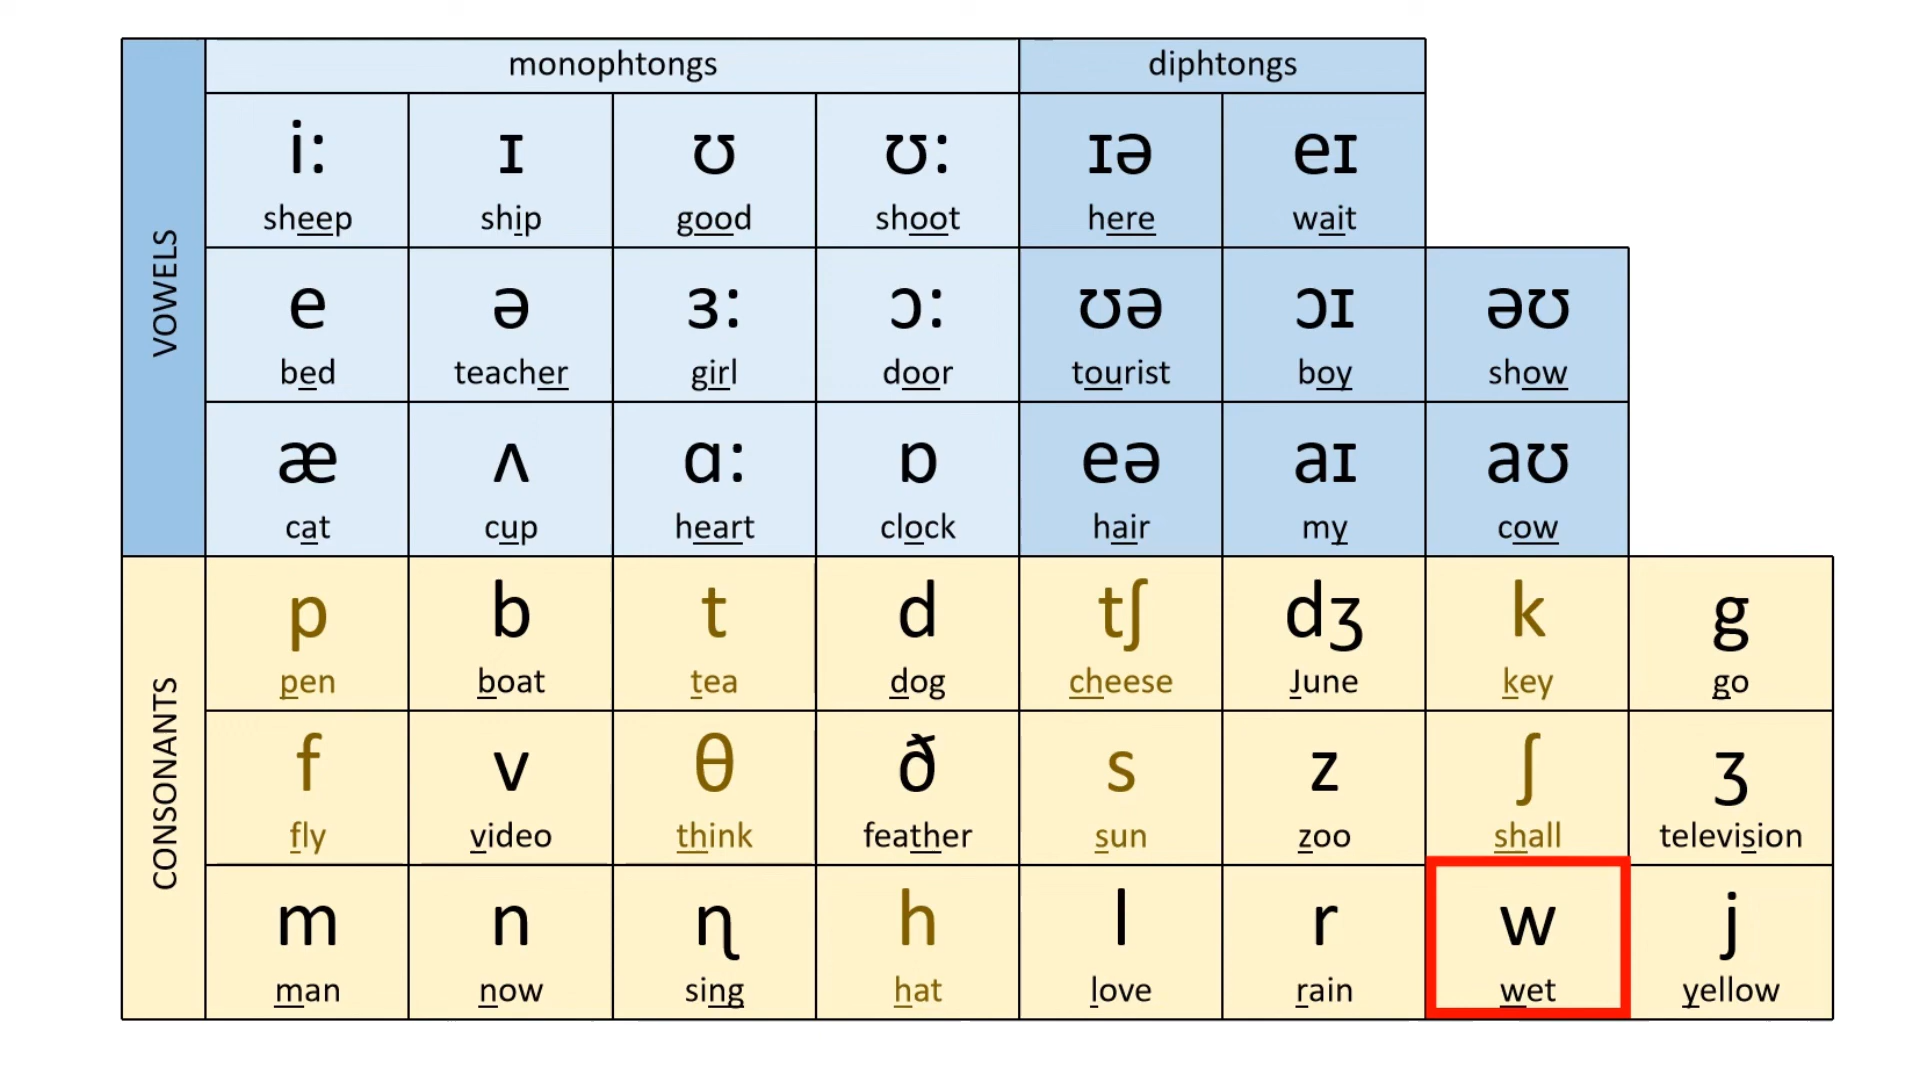 monophtongs diphtongs
VOWELS
i: ɪ ʊ ʊ: ɪə eɪ
sheep ship good shoot here wait
e ə ɜ: ɔ: ʊə ɔɪ əʊ
bed teacher girl door tourist boy show
æ ʌ ɑ: ɒ eə aɪ aʊ
cat cup heart clock hair my cow
CONSONANTS
p b t d tʃ dʒ k g
pen boat tea dog cheese June key go
f v θ ð s z ʃ ʒ
fly video think feather sun zoo shall television
m n ɳ h l r w j
man now sing hat love rain wet yellow